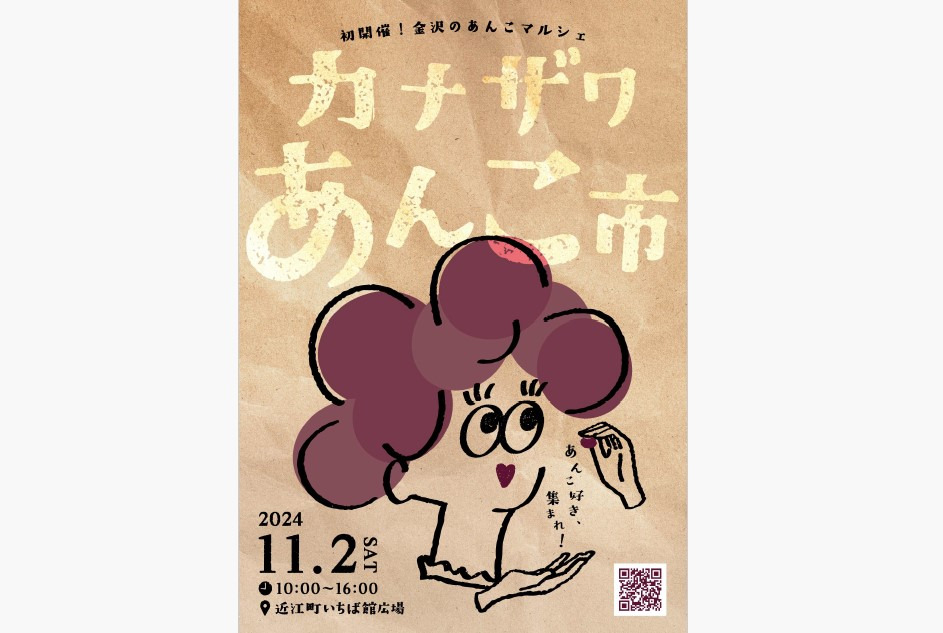 初開催！金沢のあんこマルシェ
カナザワ
あんこ市
あんこ好き、
集まれ！
2024
11.2 SAT
10:00〜16:00
近江町いちば館広場